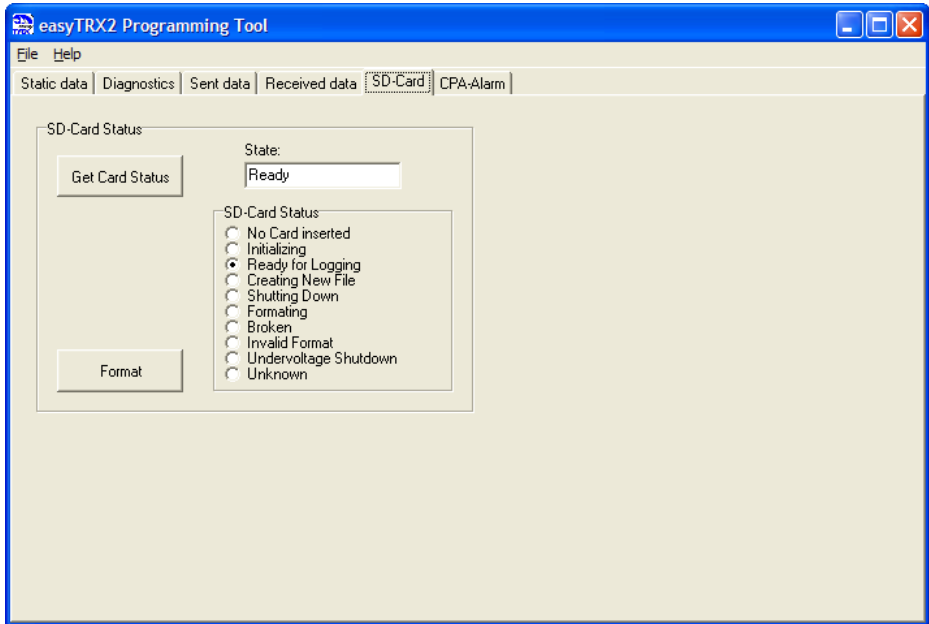 easyTRX2 Programming Tool
File Help
Static data Diagnostics Sent data Received data SD-Card CPA-Alarm
SD-Card Status
Get Card Status
State:
Ready
SD-Card Status
No Card inserted
Initializing
Ready for Logging
Creating New File
Shutting Down
Formating
Broken
Invalid Format
Undervoltage Shutdown
Unknown
Format